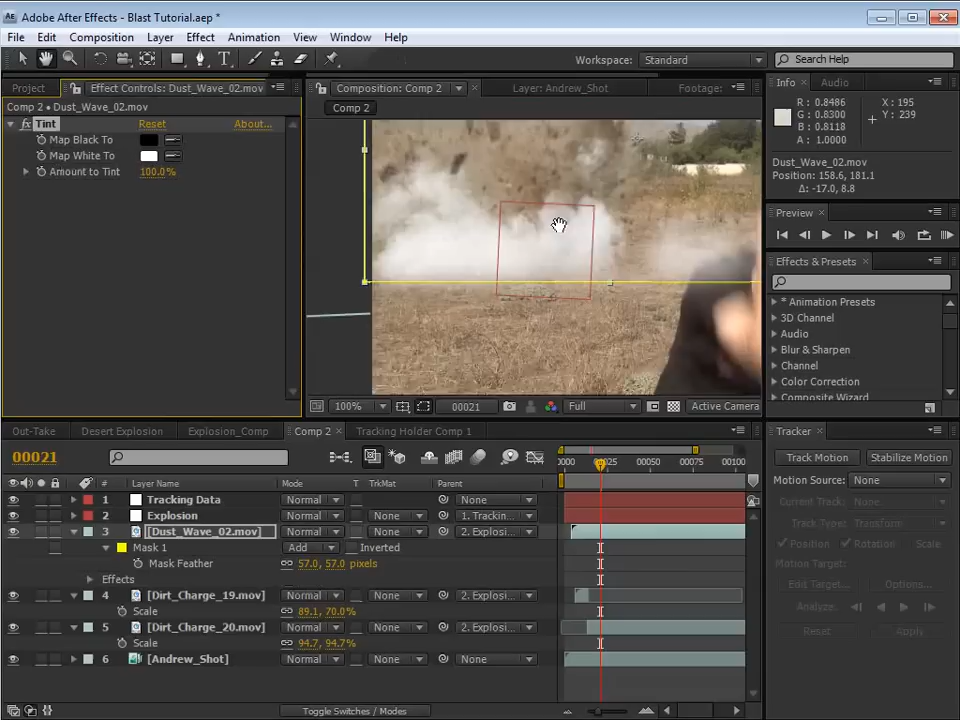 Adobe After Effects - Blast Tutorial.aep *
File Edit Composition Layer Effect Animation View Window Help
Workspace: Standard Search Help
Project Effect Controls: Dust_Wave_02.mov
Comp 2 • Dust_Wave_02.mov
fx Tint Reset About...
Map Black To
Map White To
Amount to Tint 100.0%
Composition: Comp 2 Layer: Andrew_Shot Footage:
Comp 2
100% 00021 Full Active Camera
Info Audio
R : 0.8486 X : 195
G : 0.8300 Y : 239
B : 0.8118
A : 1.0000
Dust_Wave_02.mov
Position: 158.6, 181.1
Δ: -17.0, 8.8
Preview
Effects & Presets
* Animation Presets
3D Channel
Audio
Blur & Sharpen
Channel
Color Correction
Composite Wizard
Out-Take Desert Explosion Explosion_Comp Comp 2 Tracking Holder Comp 1
00021
0000 00025 00050 00075 00100
# Layer Name Mode T TrkMat Parent
1 Tracking Data Normal None
2 Explosion Normal None 1. Trackin...
3 [Dust_Wave_02.mov] Normal None 2. Explosi...
Mask 1 Add Inverted
Mask Feather 57.0, 57.0 pixels
Effects
4 [Dirt_Charge_19.mov] Normal None 2. Explosi...
Scale 89.1, 70.0%
5 [Dirt_Charge_20.mov] Normal None 2. Explosi...
Scale 94.7, 94.7%
6 [Andrew_Shot] Normal None None
Toggle Switches / Modes
Tracker
Track Motion Stabilize Motion
Motion Source: None
Current Track: None
Track Type: Transform
Position Rotation Scale
Motion Target:
Edit Target... Options...
Analyze:
Reset Apply